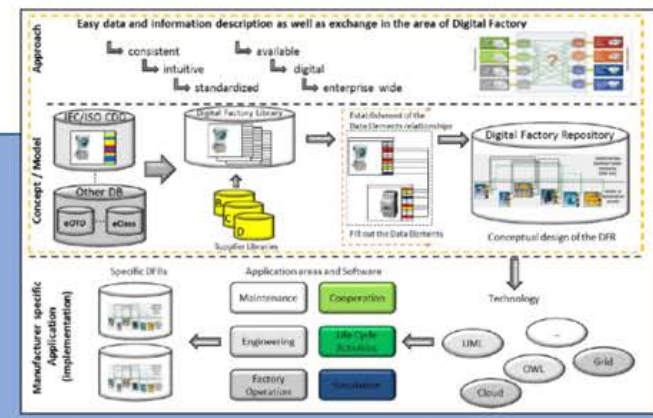 Approach
Easy data and information description as well as exchange in the area of Digital Factory
consistent
available
intuitive
digital
standardized
enterprise wide
Concept / Model
IEC/ISO CDD
Other DB
eOTD
eClass
Digital Factory Library
B
C
D
Supplier Libraries
Establishment of the
Data Elements relationships
Fill out the Data Elements
Digital Factory Repository
Conceptual design of the DFR
Manufacturer specific
Application
(implementation)
Specific DFRs
Application areas and Software
Maintenance
Cooperation
Engineering
Life Cycle
Activities
Factory
Operation
Simulation
Technology
UML
...
OWL
Grid
Cloud